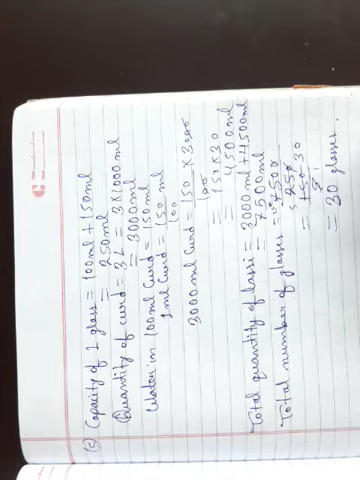 (5) Capacity of 1 glass = 100ml + 150ml
= 250ml
Quantity of curd = 3L = 3×1000ml
= 3000ml
Water in 100ml curd = 150ml
1ml curd = 150/100 ml
3000ml curd = 150/100 × 3000
= 150×30
= 4500ml
Total quantity of lassi = 3000ml + 4500ml
= 7500ml
Total number of glasses = 7500/250
= 150 30/5
= 30 glasses.